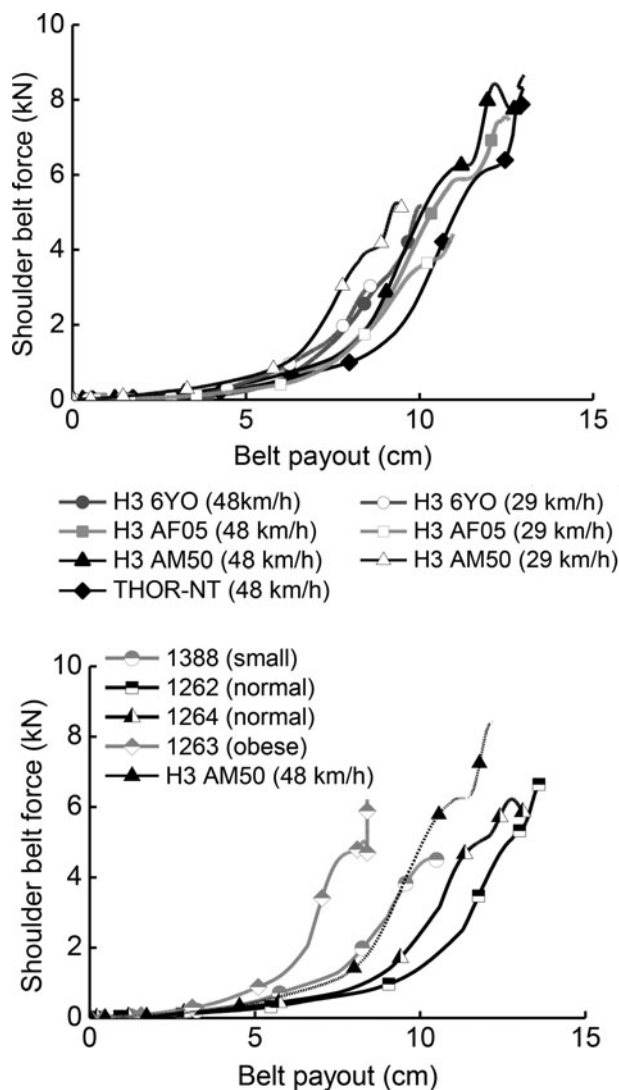 10
8
6
4
2
0
Shoulder belt force (kN)
0 5 10 15
Belt payout (cm)
H3 6YO (48km/h) H3 6YO (29 km/h)
H3 AF05 (48 km/h) H3 AF05 (29 km/h)
H3 AM50 (48 km/h) H3 AM50 (29 km/h)
THOR-NT (48 km/h)
10
8
6
4
2
0
Shoulder belt force (kN)
1388 (small)
1262 (normal)
1264 (normal)
1263 (obese)
H3 AM50 (48 km/h)
0 5 10 15
Belt payout (cm)